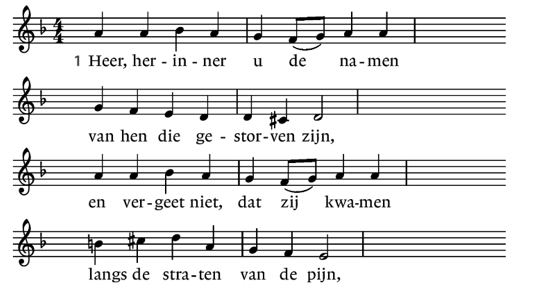 1 Heer, her - in - ner u de na - men
van hen die ge - stor - ven zijn,
en ver - geet niet, dat zij kwa - men
langs de stra - ten van de pijn,